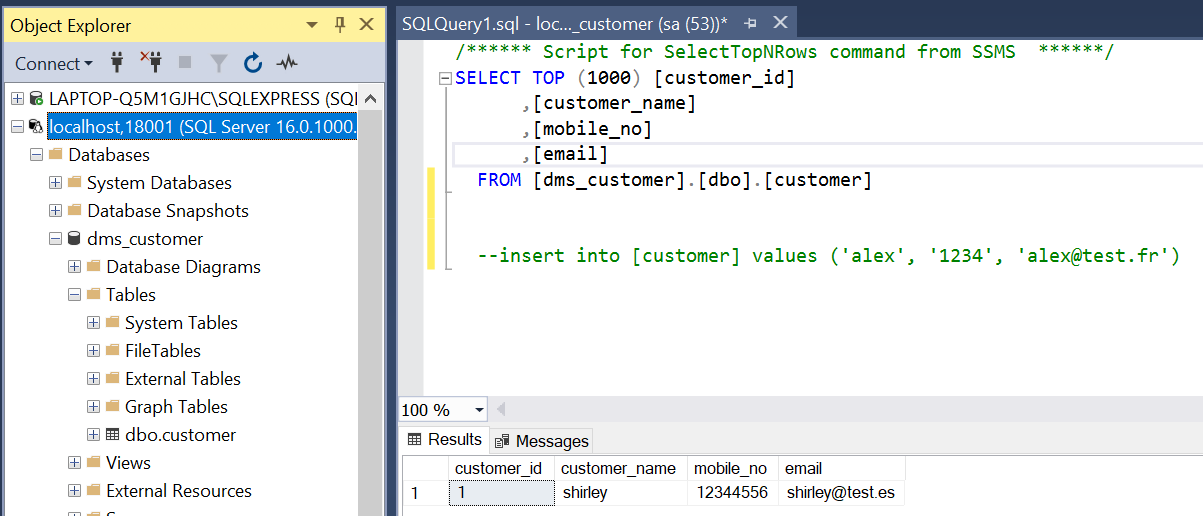 Object Explorer
Connect
LAPTOP-Q5M1GJHC\SQLEXPRESS (SQL
localhost,18001 (SQL Server 16.0.1000.
Databases
System Databases
Database Snapshots
dms_customer
Database Diagrams
Tables
System Tables
FileTables
External Tables
Graph Tables
dbo.customer
Views
External Resources
SQLQuery1.sql - loc..._customer (sa (53))*
/****** Script for SelectTopNRows command from SSMS ******/
SELECT TOP (1000) [customer_id]
,[customer_name]
,[mobile_no]
,[email]
FROM [dms_customer].[dbo].[customer]
--insert into [customer] values ('alex', '1234', 'alex@test.fr')
100 %
Results Messages
customer_id customer_name mobile_no email
1 1 shirley 12344556 shirley@test.es